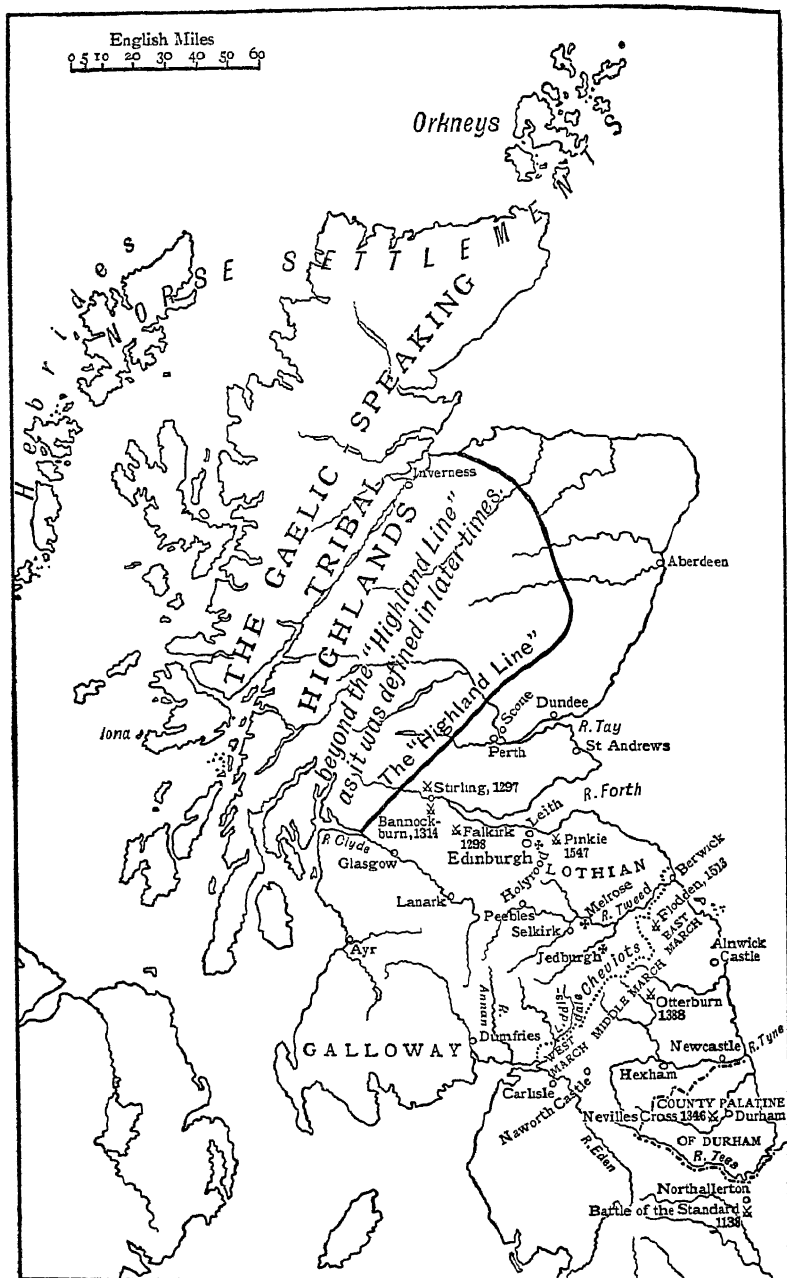 English Miles
0 5 10 20 30 40 50 60
Orkneys
Hebrides
NORSE SETTLEMENTS
THE GAELIC - SPEAKING
TRIBAL
HIGHLANDS
beyond the "Highland Line"
as it was defined in later times.
The "Highland Line"
Inverness
Aberdeen
Iona
Scone
Dundee
Perth
R. Tay
St Andrews
Stirling, 1297
R. Forth
Bannock-
burn, 1314
Falkirk
1298
Leith
Edinburgh
Holyrood
Pinkie
1547
R. Clyde
Glasgow
LOTHIAN
Berwick
Lanark
Peebles
Melrose
R. Tweed
Flodden, 1513
Selkirk
EAST
MARCH
Jedburgh
Cheviots
Alnwick
Castle
Ayr
MIDDLE MARCH
Otterburn
1388
R.
Annan
Liddis-
dale
Dumfries
WEST
MARCH
GALLOWAY
Newcastle
R. Tyne
Hexham
Carlisle
Naworth Castle
COUNTY PALATINE
Nevilles Cross 1346
Durham
OF DURHAM
R. Eden
R. Tees
Northallerton
Battle of the Standard
1138